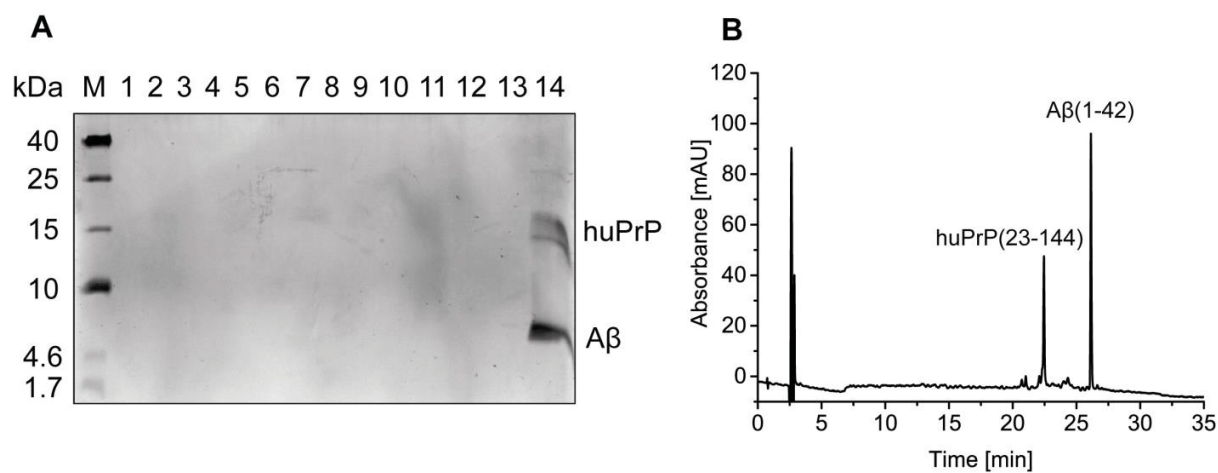 A
kDa M 1 2 3 4 5 6 7 8 9 10 11 12 13 14
40
25
15
10
4.6
1.7
huPrP
Aβ
B
120
100
80
60
40
20
0
Absorbance [mAU]
huPrP(23-144)
Aβ(1-42)
0 5 10 15 20 25 30 35
Time [min]